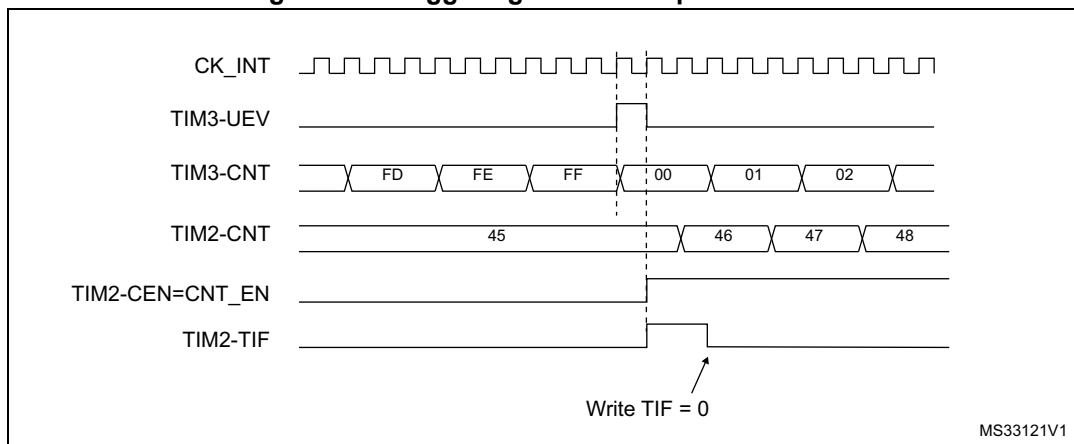 CK_INT
TIM3-UEV
TIM3-CNT FD FE FF 00 01 02
TIM2-CNT 45 46 47 48
TIM2-CEN=CNT_EN
TIM2-TIF
Write TIF = 0
MS33121V1